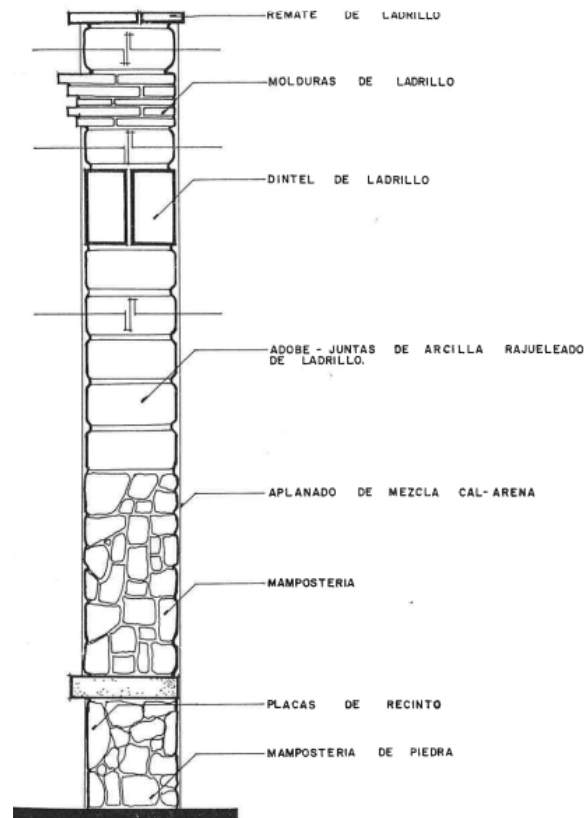 REMATE DE LADRILLO
MOLDURAS DE LADRILLO
DINTEL DE LADRILLO
ADOBE - JUNTAS DE ARCILLA RAJUELEADO
DE LADRILLO.
APLANADO DE MEZCLA CAL-ARENA
MAMPOSTERIA
PLACAS DE RECINTO
MAMPOSTERIA DE PIEDRA